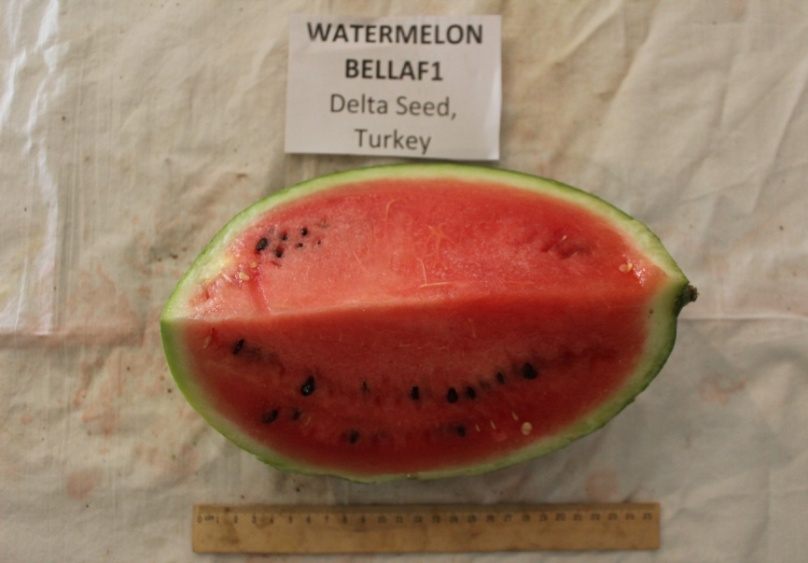 WATERMELON
BELLAF1
Delta Seed,
Turkey